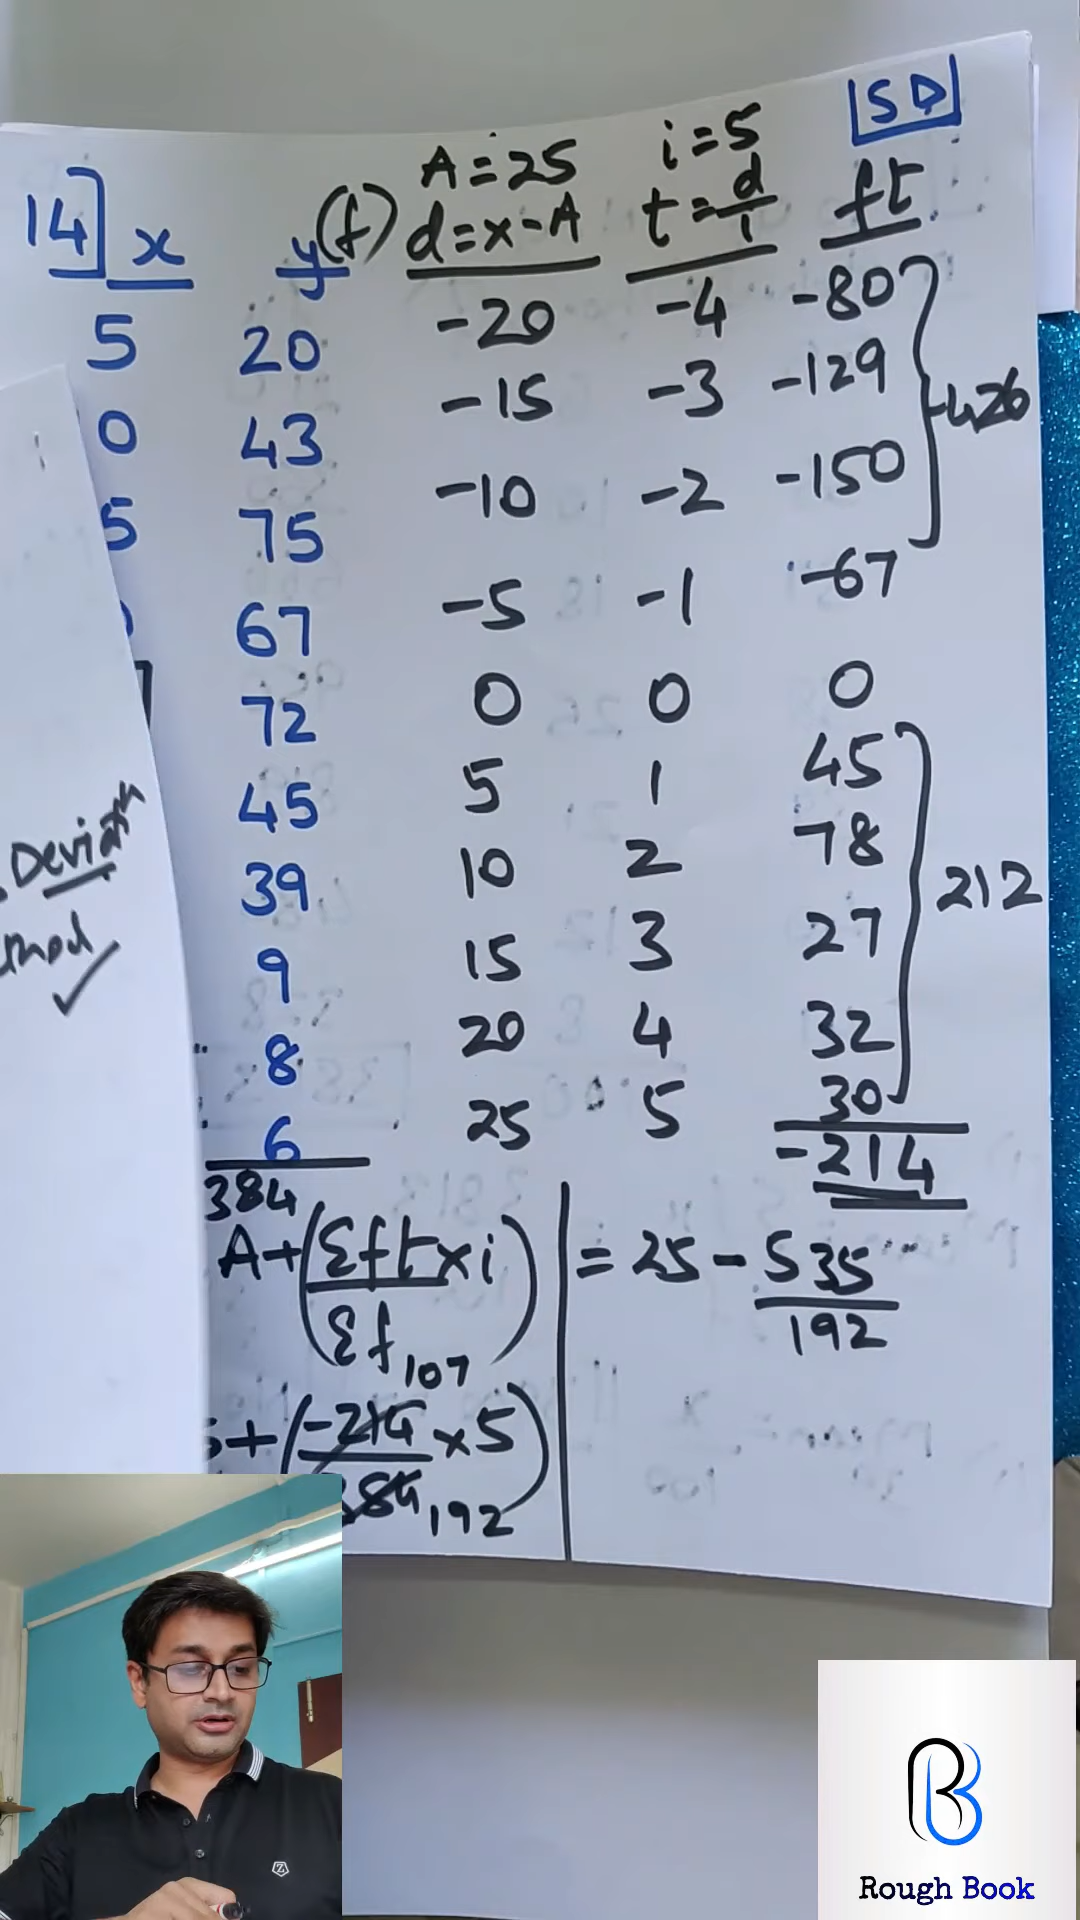 SD
A=25 i=5
14] x y(f) d=x-A t=d/i ft
5 20 -20 -4 -80
0 43 -15 -3 -129
-426
5 75 -10 -2 -150
67 -5 -1 -67
72 0 0 0
45 5 1 45
39 10 2 78
9 15 3 27
212
8 20 4 32
6 25 5 30
384 -214
A+(Σft/Σf ×i) = 25 - 535/192
107
+(-214/384 ×5)
192
Deviatn
✓
Rough Book